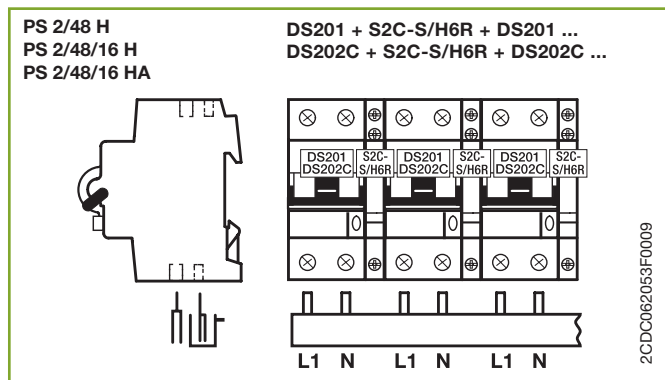 PS 2/48 H
PS 2/48/16 H
PS 2/48/16 HA
DS201 + S2C-S/H6R + DS201 ...
DS202C + S2C-S/H6R + DS202C ...
DS201 S2C- DS201 S2C- DS201 S2C-
DS202C S/H6R DS202C S/H6R DS202C S/H6R
L1 N L1 N L1 N
2CDC062053F0009